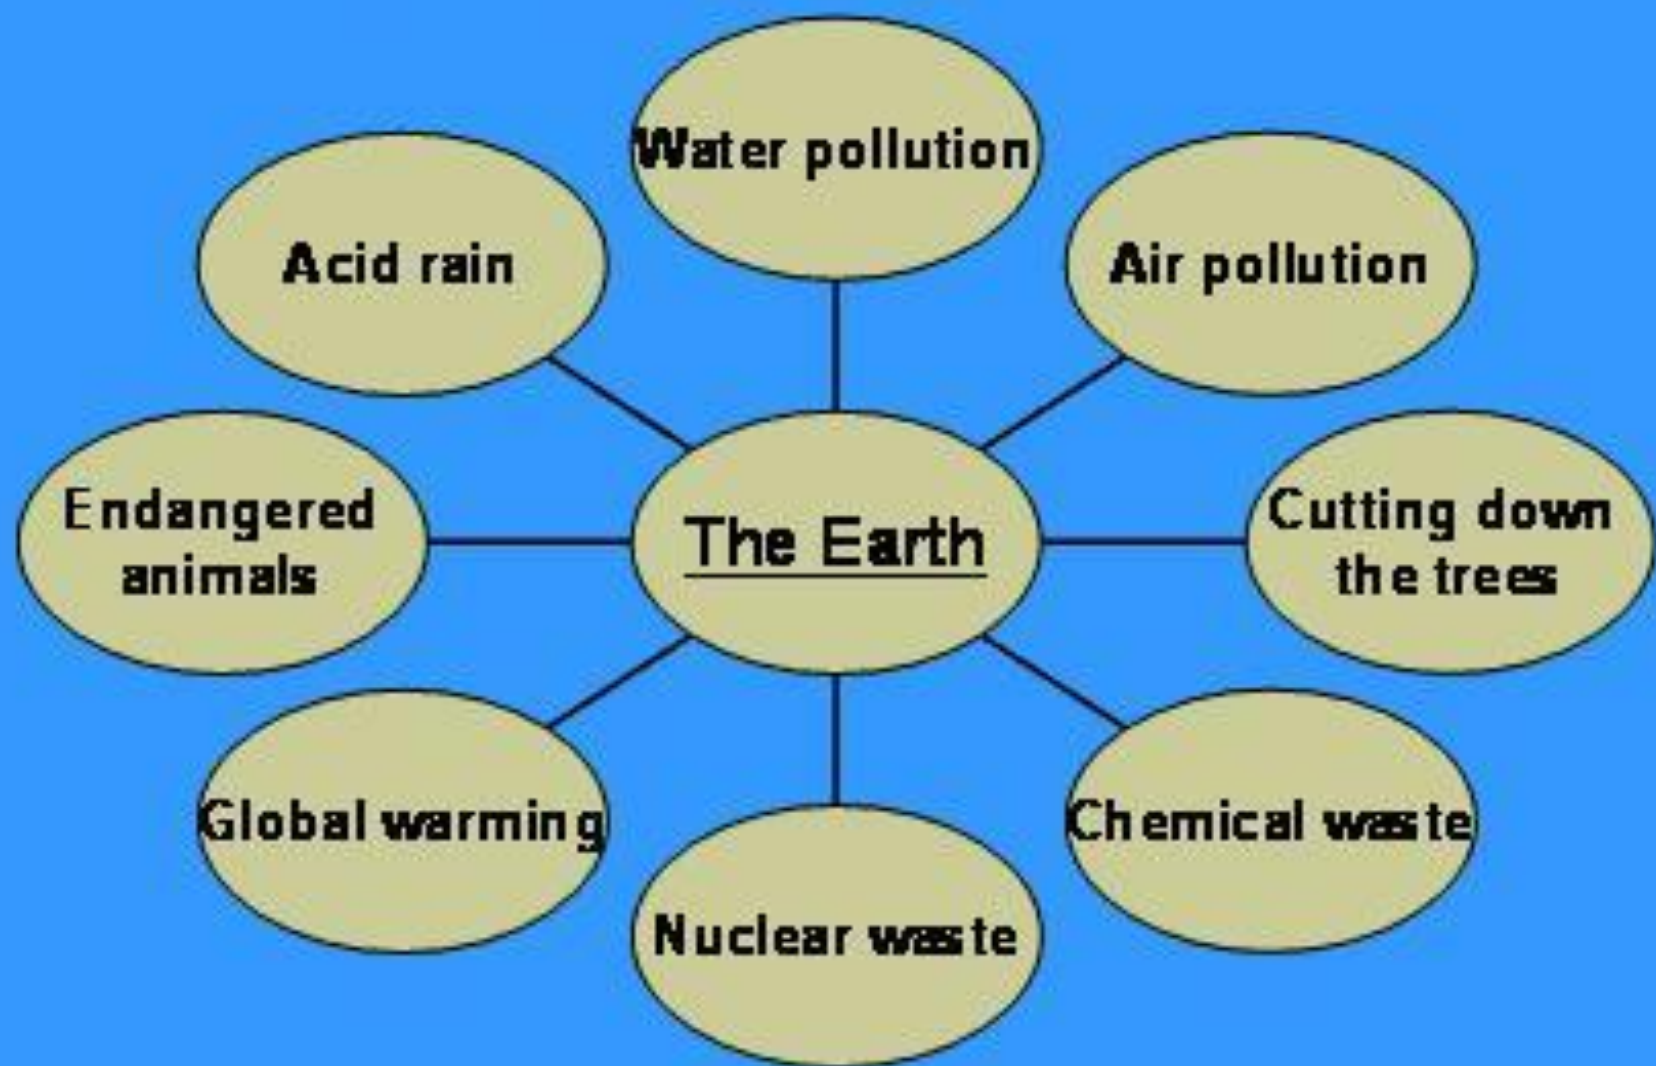 Water pollution
Acid rain
Air pollution
Endangered
animals
The Earth
Cutting down
the trees
Global warming
Chemical waste
Nuclear waste